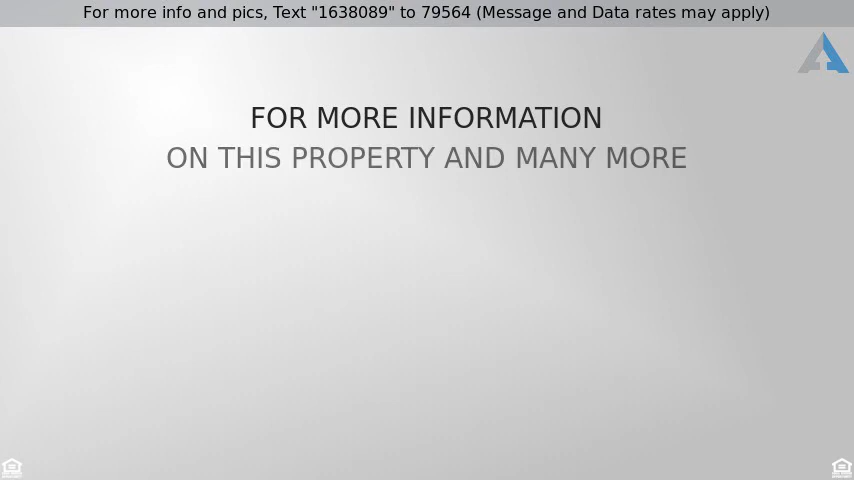 For more info and pics, Text "1638089" to 79564 (Message and Data rates may apply)
FOR MORE INFORMATION
ON THIS PROPERTY AND MANY MORE